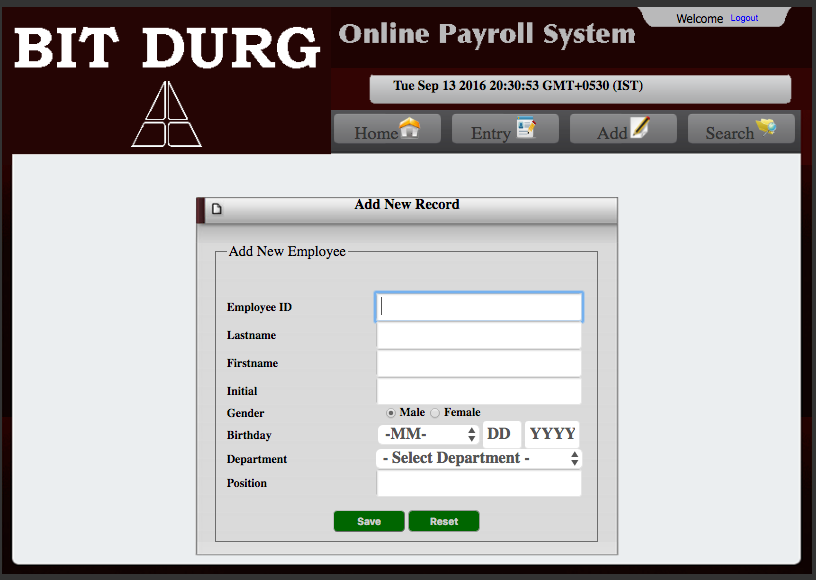 BIT DURG
Online Payroll System
Welcome Logout
Tue Sep 13 2016 20:30:53 GMT+0530 (IST)
Home Entry Add Search
Add New Record
Add New Employee
Employee ID
Lastname
Firstname
Initial
Gender Male Female
Birthday -MM- DD YYYY
Department - Select Department -
Position
Save Reset